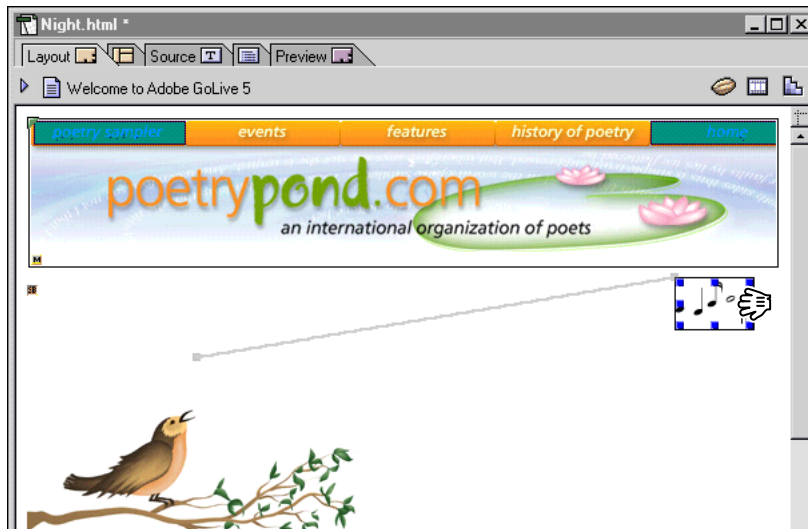 Night.html *
Layout Source T Preview
Welcome to Adobe GoLive 5
poetry sampler events features history of poetry home
poetrypond.com
an international organization of poets
M
SB